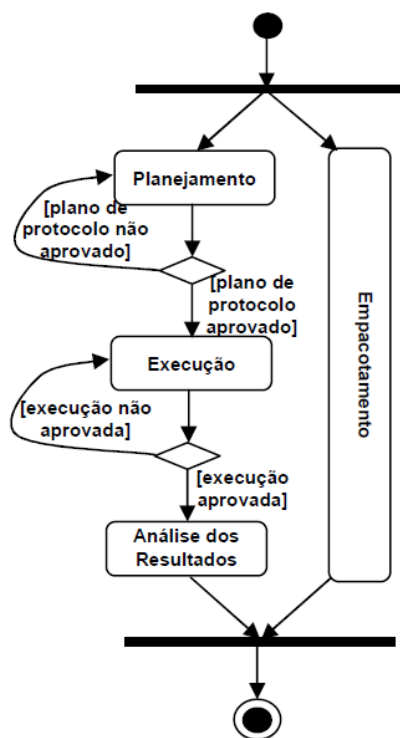 Planejamento
[plano de
protocolo não
aprovado]
[plano de
protocolo
aprovado]
Execução
[execução não
aprovada]
[execução
aprovada]
Análise dos
Resultados
Empacotamento